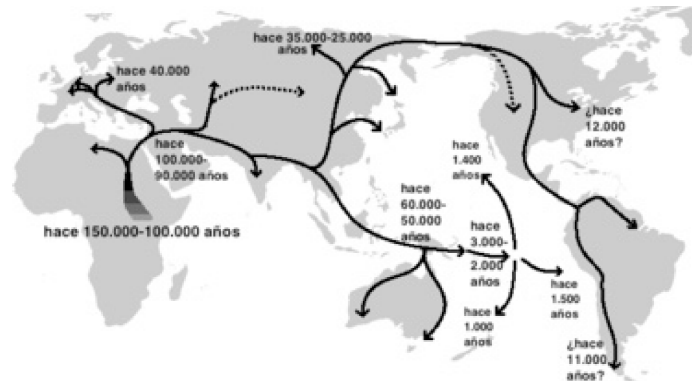 hace 35.000-25.000
años
hace 40.000
años
hace
100.000-
90.000 años
hace 150.000-100.000 años
¿hace
12.000
años?
hace
1.400
años
hace
60.000-
50.000
años
hace
3.000-
2.000
años
hace
1.500
años
hace
1.000
años
¿hace
11.000
años?